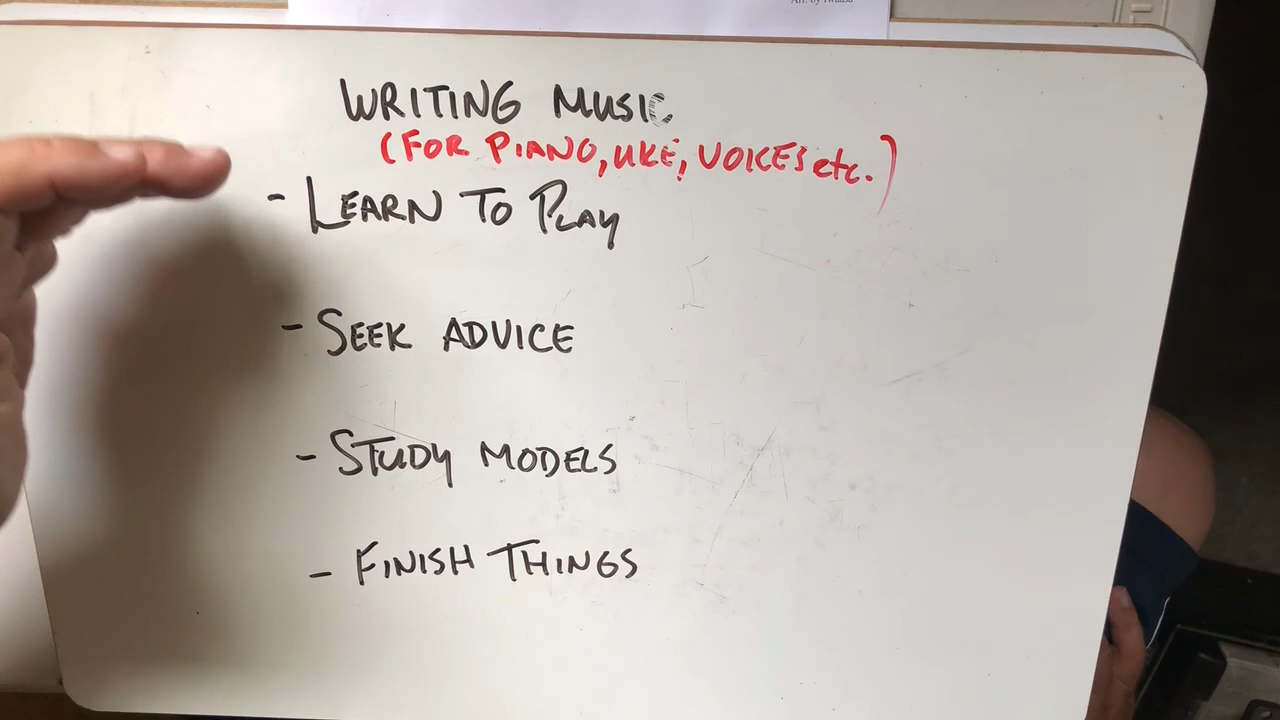 WRITING MUSIC
(FOR PIANO, UKE, VOICES etc.)
- LEARN TO PLAY
- SEEK ADVICE
- STUDY MODELS
- FINISH THINGS